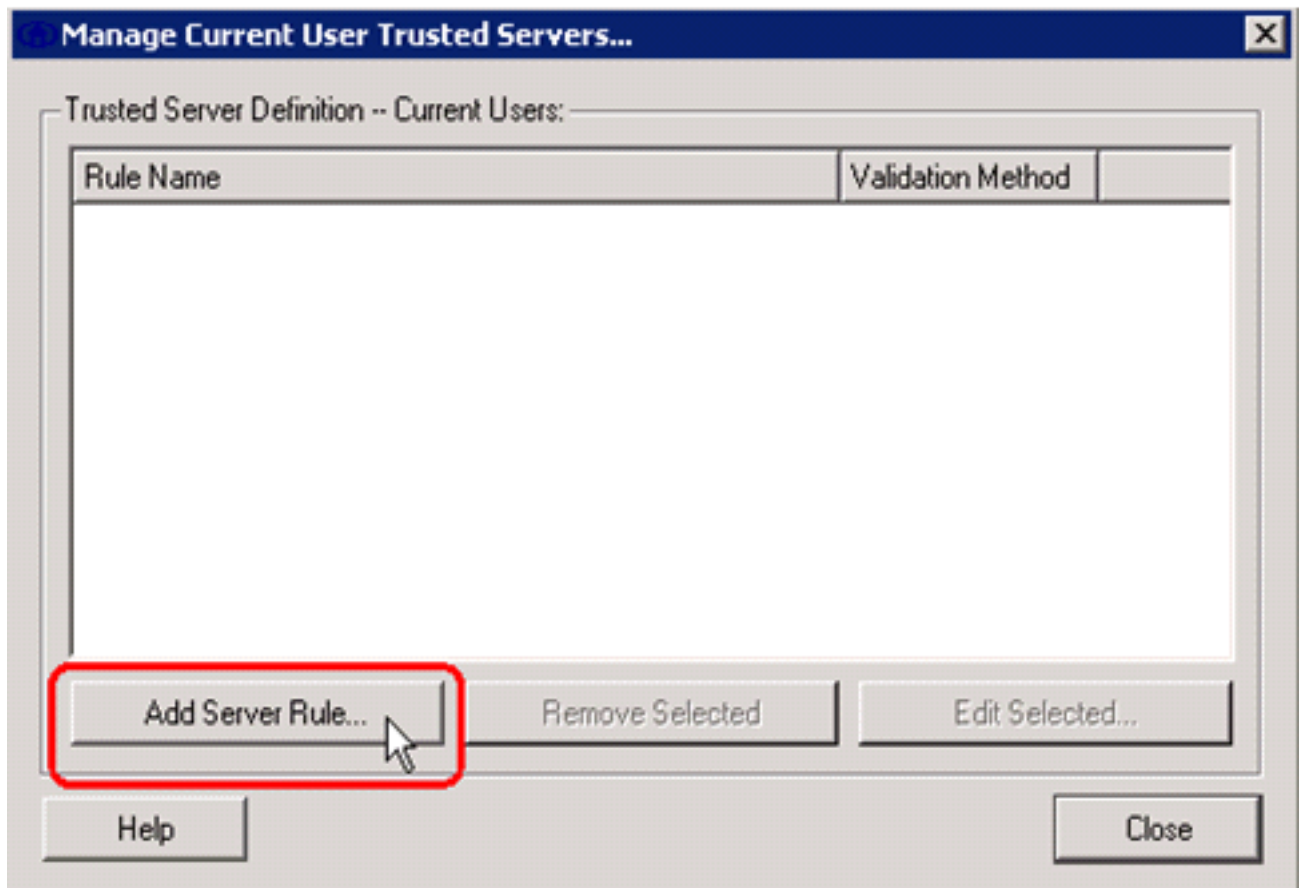 Manage Current User Trusted Servers...
Trusted Server Definition -- Current Users:
Rule Name Validation Method
Add Server Rule... Remove Selected Edit Selected...
Help Close